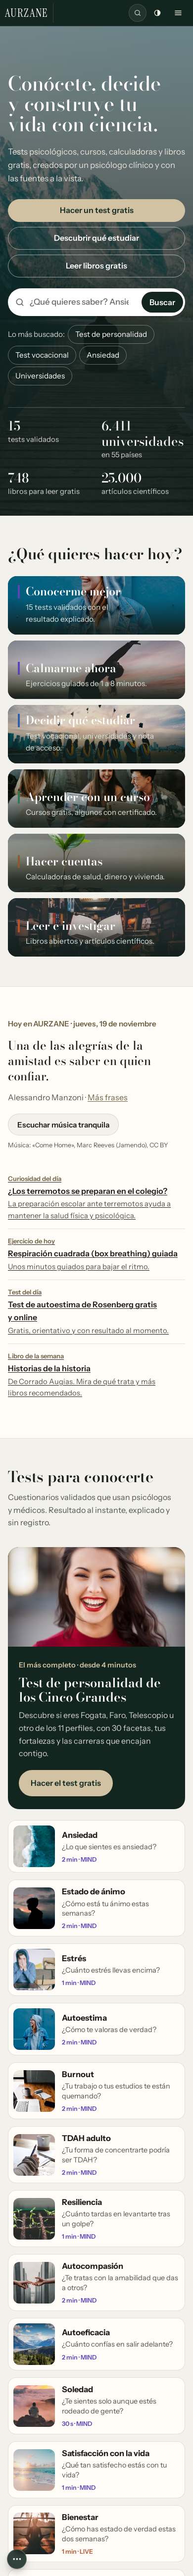 AURZANE
Conócete, decide
y construye tu
vida con ciencia.
Tests psicológicos, cursos, calculadoras y libros
gratis, creados por un psicólogo clínico y con
las fuentes a la vista.
Hacer un test gratis
Descubrir qué estudiar
Leer libros gratis
¿Qué quieres saber? Ansie
Buscar
Lo más buscado:
Test de personalidad
Test vocacional
Ansiedad
Universidades
15
tests validados
6.411
universidades
en 55 países
748
libros para leer gratis
25.000
artículos científicos
¿Qué quieres hacer hoy?
Conocerme mejor
15 tests validados con el
resultado explicado.
Calmarme ahora
Ejercicios guiados de 1 a 8 minutos.
Decidir qué estudiar
Test vocacional, universidades y nota
de acceso.
Aprender con un curso
Cursos gratis, algunos con certificado.
Hacer cuentas
Calculadoras de salud, dinero y vivienda.
Leer e investigar
Libros abiertos y artículos científicos.
Hoy en AURZANE · jueves, 19 de noviembre
Una de las alegrías de la
amistad es saber en quien
confiar.
Alessandro Manzoni · Más frases
Escuchar música tranquila
Música: «Come Home», Marc Reeves (Jamendo), CC BY
Curiosidad del día
¿Los terremotos se preparan en el colegio?
La preparación escolar ante terremotos ayuda a
mantener la salud física y psicológica.
Ejercicio de hoy
Respiración cuadrada (box breathing) guiada
Unos minutos guiados para bajar el ritmo.
Test del día
Test de autoestima de Rosenberg gratis
y online
Gratis, orientativo y con resultado al momento.
Libro de la semana
Historias de la historia
De Corrado Augias. Mira de qué trata y más
libros recomendados.
Tests para conocerte
Cuestionarios validados que usan psicólogos
y médicos. Resultado al instante, explicado y
sin registro.
El más completo · desde 4 minutos
Test de personalidad de
los Cinco Grandes
Descubre si eres Fogata, Faro, Telescopio u
otro de los 11 perfiles, con 30 facetas, tus
fortalezas y las carreras que encajan
contigo.
Hacer el test gratis
Ansiedad
¿Lo que sientes es ansiedad?
2 min · MIND
Estado de ánimo
¿Cómo está tu ánimo estas
semanas?
2 min · MIND
Estrés
¿Cuánto estrés llevas encima?
1 min · MIND
Autoestima
¿Cómo te valoras de verdad?
2 min · MIND
Burnout
¿Tu trabajo o tus estudios te están
quemando?
2 min · MIND
TDAH adulto
¿Tu forma de concentrarte podría
ser TDAH?
2 min · MIND
Resiliencia
¿Cuánto tardas en levantarte tras
un golpe?
1 min · MIND
Autocompasión
¿Te tratas con la amabilidad que das
a otros?
2 min · MIND
Autoeficacia
¿Cuánto confías en salir adelante?
2 min · MIND
Soledad
¿Te sientes solo aunque estés
rodeado de gente?
30 s · MIND
Satisfacción con la vida
¿Qué tan satisfecho estás con tu
vida?
1 min · MIND
Bienestar
¿Cómo has estado de verdad estas
dos semanas?
1 min · LIVE